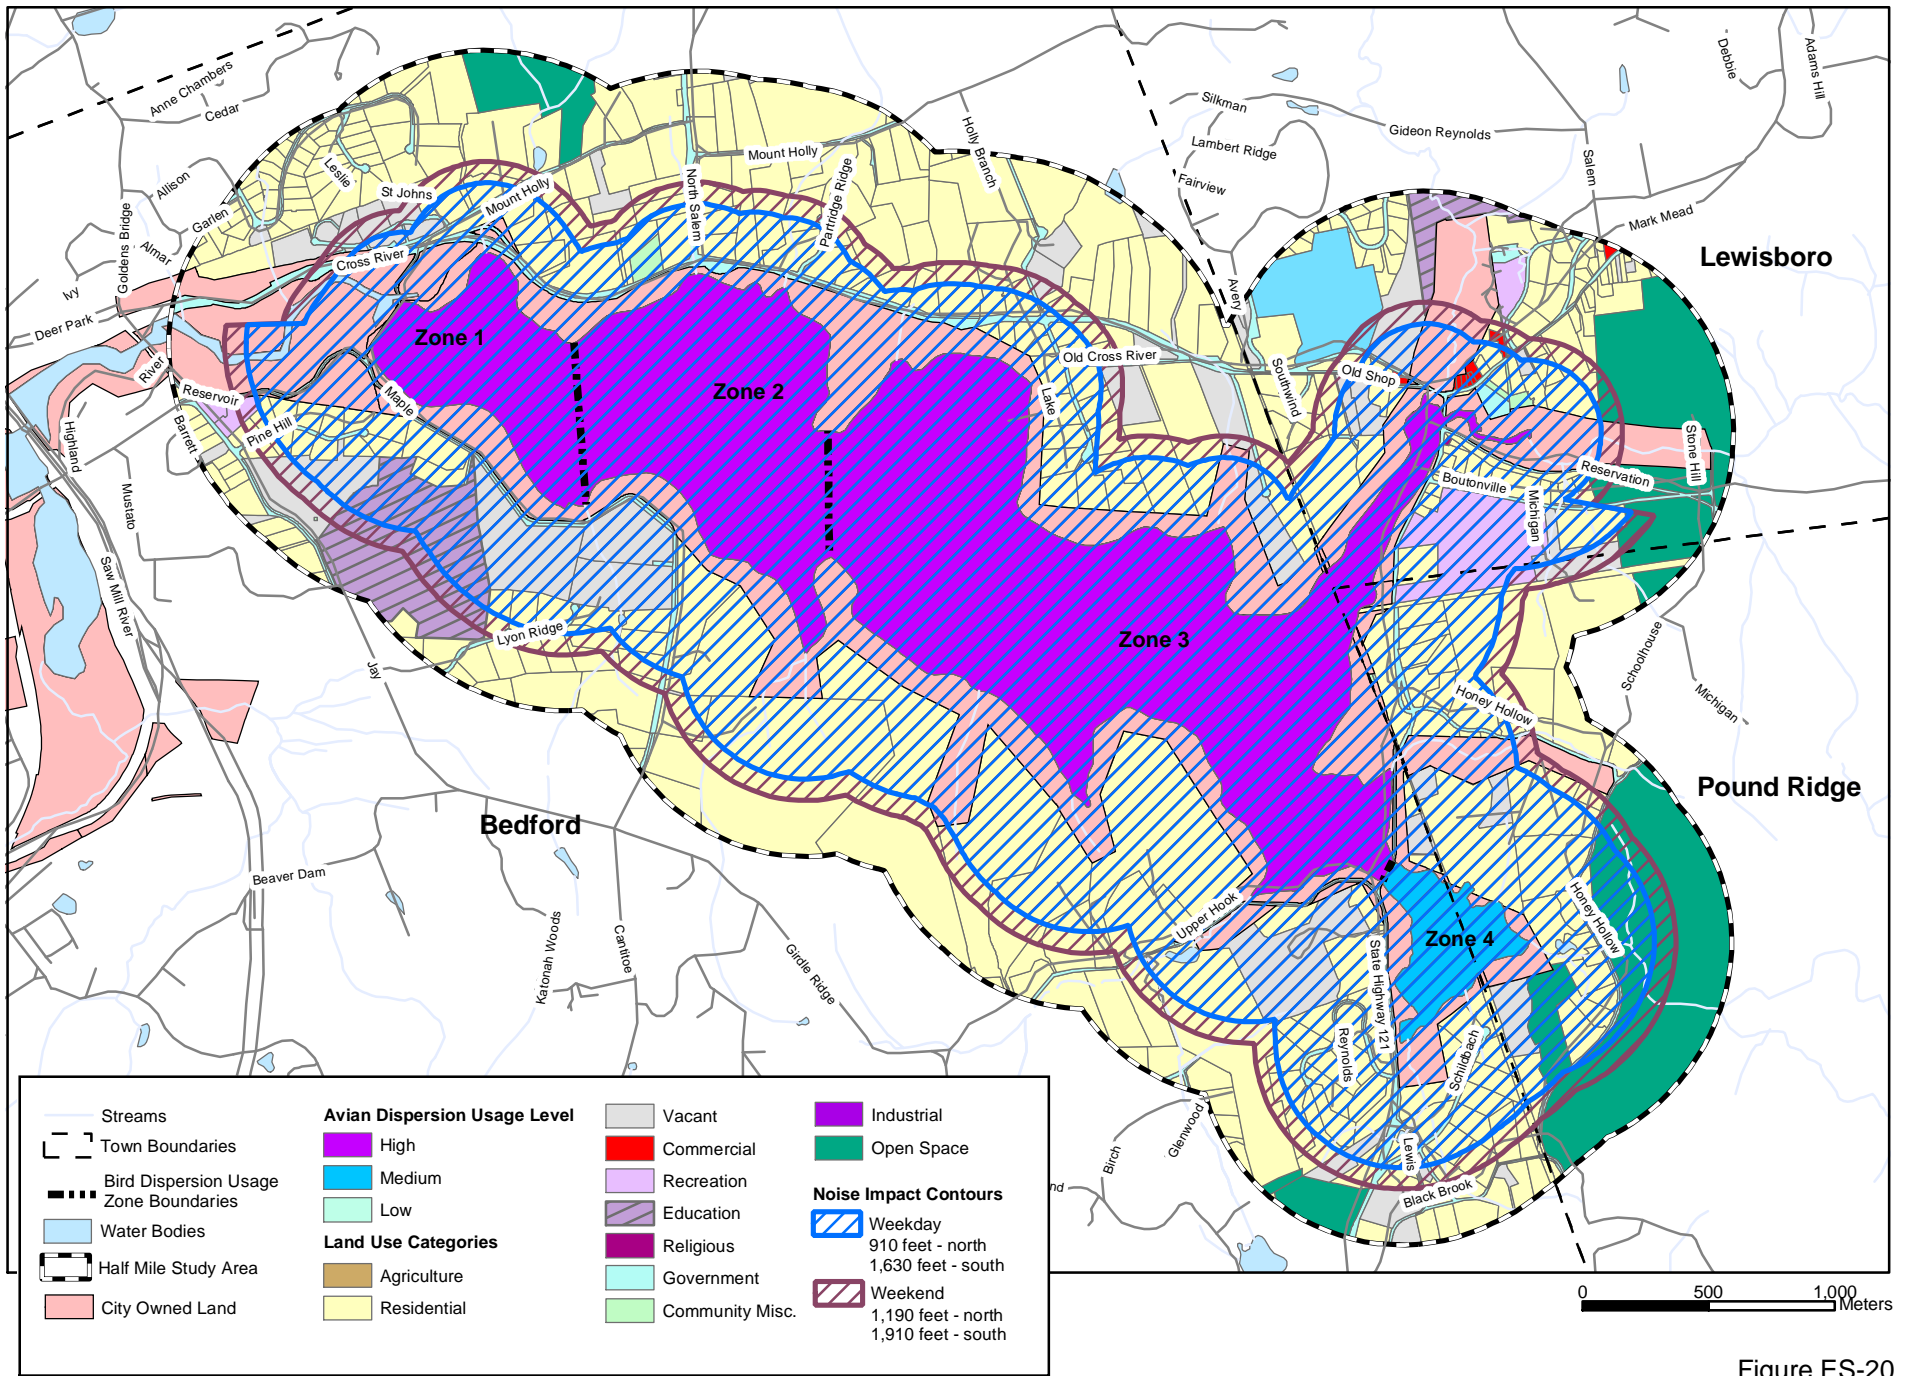 Anne Chambers
Cedar
Debbie
Adams Hill
Silkman
Gideon Reynolds
Holly Branch
Lambert Ridge
Mount Holly
Salem
Leslie
Allison
St Johns
Mount Holly
North Salem
Partridge Ridge
Fairview
Garlen
Mark Mead
Goldens Bridge
Almar
Cross River
Lewisboro
Ivy
Avery
Deer Park
Zone 1
Old Cross River
River
Old Shop
Southwind
Zone 2
Reservoir
Maple
Lake
Barrett
Pine Hill
Highland
Stone Hill
Reservation
Boutonville
Mustato
Michigan
Saw Mill River
Lyon Ridge
Zone 3
Jay
Schoolhouse
Honey Hollow
Michigan
Pound Ridge
Bedford
Beaver Dam
Honey Hollow
Upper Hook
Katonah Woods
Cantitoe
Girdle Ridge
State Highway 121
Zone 4
Reynolds
Schildbach
Glenwood
Birch
Lewis
Black Brook
nd
Streams
Town Boundaries
Bird Dispersion Usage
Zone Boundaries
Water Bodies
Half Mile Study Area
City Owned Land
Avian Dispersion Usage Level
High
Medium
Low
Land Use Categories
Agriculture
Residential
Vacant
Commercial
Recreation
Education
Religious
Government
Community Misc.
Industrial
Open Space
Noise Impact Contours
Weekday
910 feet - north
1,630 feet - south
Weekend
1,190 feet - north
1,910 feet - south
0 500 1,000
Meters
Figure ES-20